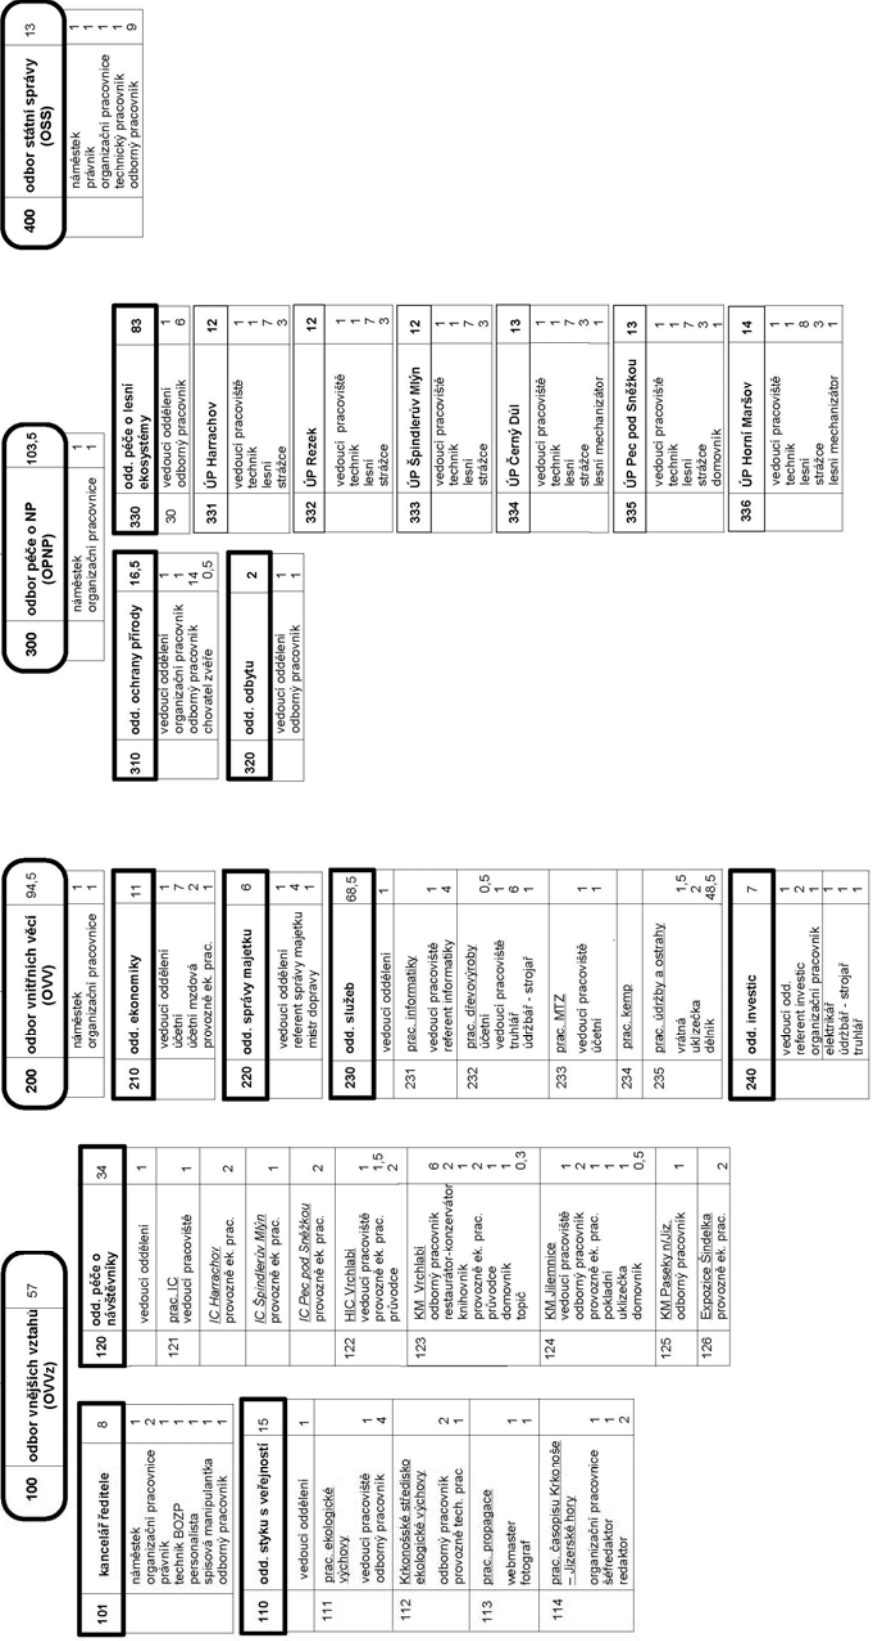 100 odbor vnějších vztahů 57
(OVVz)
101 kancelář ředitele 8
náměstek 1
organizační pracovnice 2
právník 1
technik BOZP 1
personalista 1
spisová manipulantka 1
odborný pracovník 1
110 odd. styku s veřejností 15
vedoucí oddělení 1
111 prac. ekologické
výchovy
vedoucí pracoviště 1
odborný pracovník 4
112 Krkonošské středisko
ekologické výchovy
odborný pracovník 2
provozně tech. prac 1
113 prac. propagace
webmaster 1
fotograf 1
114 prac. časopisu Krkonoše
– Jizerské hory
organizační pracovnice 1
šéfredaktor 1
redaktor 2
120 odd. péče o 34
návštěvníky
vedoucí oddělení 1
121 prac. IC
vedoucí pracoviště 1
IC Harrachov
provozně ek. prac. 2
IC Špindlerův Mlýn
provozně ek. prac. 1
IC Pec pod Sněžkou
provozně ek. prac. 2
122 HIC Vrchlabí
vedoucí pracoviště 1
provozně ek. prac. 1,5
průvodce 2
123 KM Vrchlabí
odborný pracovník 6
restaurátor-konzervátor 2
knihovník 1
provozně ek. prac. 2
průvodce 1
domovník 1
topič 0,3
124 KM Jilemnice
vedoucí pracoviště 1
odborný pracovník 2
provozně ek. prac. 1
pokladní 1
uklízečka 1
domovník 0,5
125 KM Paseky n/Jiz.
odborný pracovník 1
126 Expozice Šindelka
provozně ek. prac. 2
200 odbor vnitřních věcí 94,5
(OVV)
náměstek 1
organizační pracovnice 1
210 odd. ekonomiky 11
vedoucí oddělení 1
účetní 7
účetní mzdová 2
provozně ek. prac. 1
220 odd. správy majetku 6
vedoucí oddělení 1
referent správy majetku 4
mistr dopravy 1
230 odd. služeb 68,5
vedoucí oddělení 1
231 prac. informatiky
vedoucí pracoviště 1
referent informatiky 4
232 prac. dřevovýroby
účetní 0,5
vedoucí pracoviště 1
truhlář 6
údržbář - strojař 1
233 prac. MTZ
vedoucí pracoviště 1
účetní 1
234 prac. kemp
235 prac. údržby a ostrahy
vrátná 1,5
uklízečka 2
dělník 48,5
240 odd. investic 7
vedoucí odd. 1
referent investic 2
organizační pracovník 1
elektrikář 1
údržbář - strojař 1
truhlář 1
300 odbor péče o NP 103,5
(OPNP)
náměstek 1
organizační pracovnice 1
310 odd. ochrany přírody 16,5
vedoucí oddělení 1
organizační pracovník 1
odborný pracovník 14
chovatel zvěře 0,5
320 odd. odbytu 2
vedoucí oddělení 1
odborný pracovník 1
330 odd. péče o lesní 83
ekosystémy
30 vedoucí oddělení 1
odborný pracovník 6
331 ÚP Harrachov 12
vedoucí pracoviště 1
technik 1
lesní 7
strážce 3
332 ÚP Rezek 12
vedoucí pracoviště 1
technik 1
lesní 7
strážce 3
333 ÚP Špindlerův Mlýn 12
vedoucí pracoviště 1
technik 1
lesní 7
strážce 3
334 ÚP Černý Důl 13
vedoucí pracoviště 1
technik 1
lesní 7
strážce 3
lesní mechanizátor 1
335 ÚP Pec pod Sněžkou 13
vedoucí pracoviště 1
technik 1
lesní 7
strážce 3
domovník 1
336 ÚP Horní Maršov 14
vedoucí pracoviště 1
technik 1
lesní 8
strážce 3
lesní mechanizátor 1
400 odbor státní správy 13
(OSS)
náměstek 1
právník 1
organizační pracovnice 1
technický pracovník 1
odborný pracovník 9